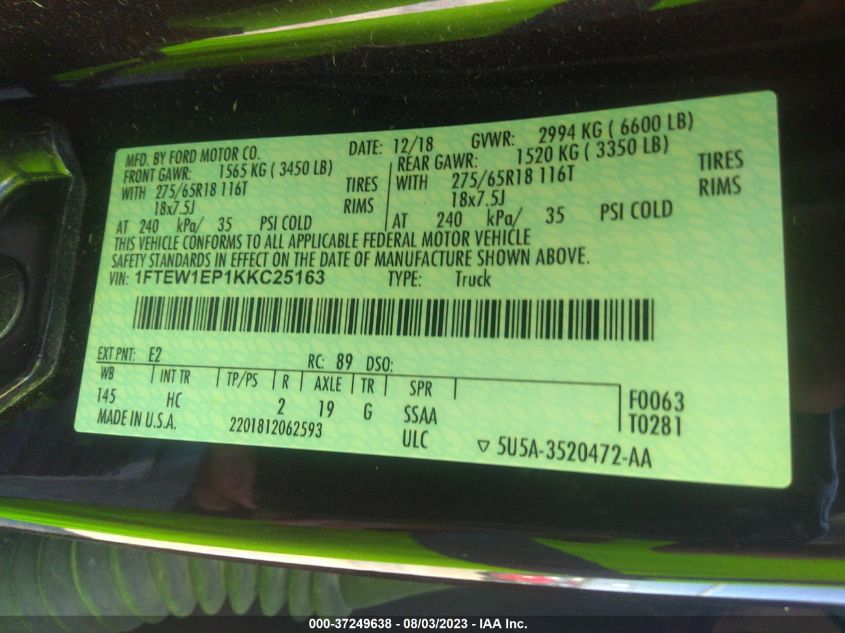 MFD. BY FORD MOTOR CO. DATE: 12/18 GVWR: 2994 KG ( 6600 LB)
FRONT GAWR: 1565 KG ( 3450 LB) REAR GAWR: 1520 KG ( 3350 LB)
WITH 275/65R18 116T TIRES WITH 275/65R18 116T TIRES
18x7.5J RIMS 18x7.5J RIMS
AT 240 kPa/ 35 PSI COLD AT 240 kPa/ 35 PSI COLD
THIS VEHICLE CONFORMS TO ALL APPLICABLE FEDERAL MOTOR VEHICLE
SAFETY STANDARDS IN EFFECT ON THE DATE OF MANUFACTURE SHOWN ABOVE.
VIN: 1FTEW1EP1KKC25163 TYPE: Truck
EXT PNT: E2 RC: 89 DSO:
WB INT TR TP/PS R AXLE TR SPR
145 HC 2 19 G SSAA F0063
MADE IN U.S.A. 2201812062593 ULC T0281
▽ 5U5A-3520472-AA
000-37249638 - 08/03/2023 - IAA Inc.